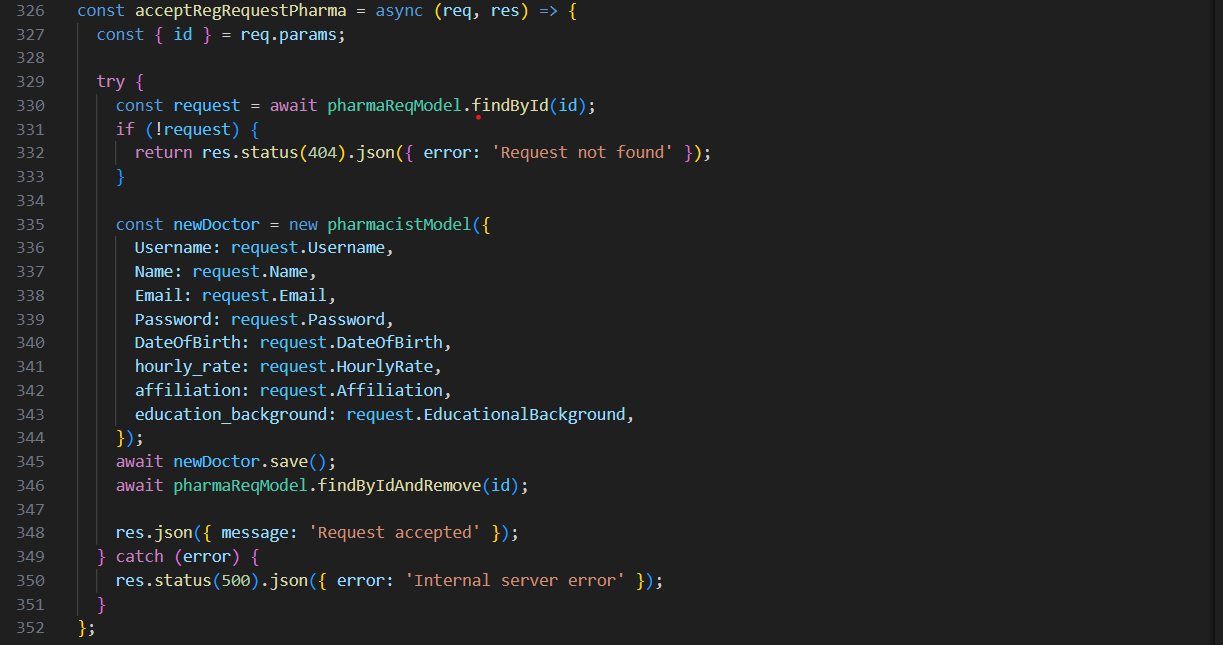 326 const acceptRegRequestPharma = async (req, res) => {
327 const { id } = req.params;
328
329 try {
330 const request = await pharmaReqModel.findById(id);
331 if (!request) {
332 return res.status(404).json({ error: 'Request not found' });
333 }
334
335 const newDoctor = new pharmacistModel({
336 Username: request.Username,
337 Name: request.Name,
338 Email: request.Email,
339 Password: request.Password,
340 DateOfBirth: request.DateOfBirth,
341 hourly_rate: request.HourlyRate,
342 affiliation: request.Affiliation,
343 education_background: request.EducationalBackground,
344 });
345 await newDoctor.save();
346 await pharmaReqModel.findByIdAndRemove(id);
347
348 res.json({ message: 'Request accepted' });
349 } catch (error) {
350 res.status(500).json({ error: 'Internal server error' });
351 }
352 };